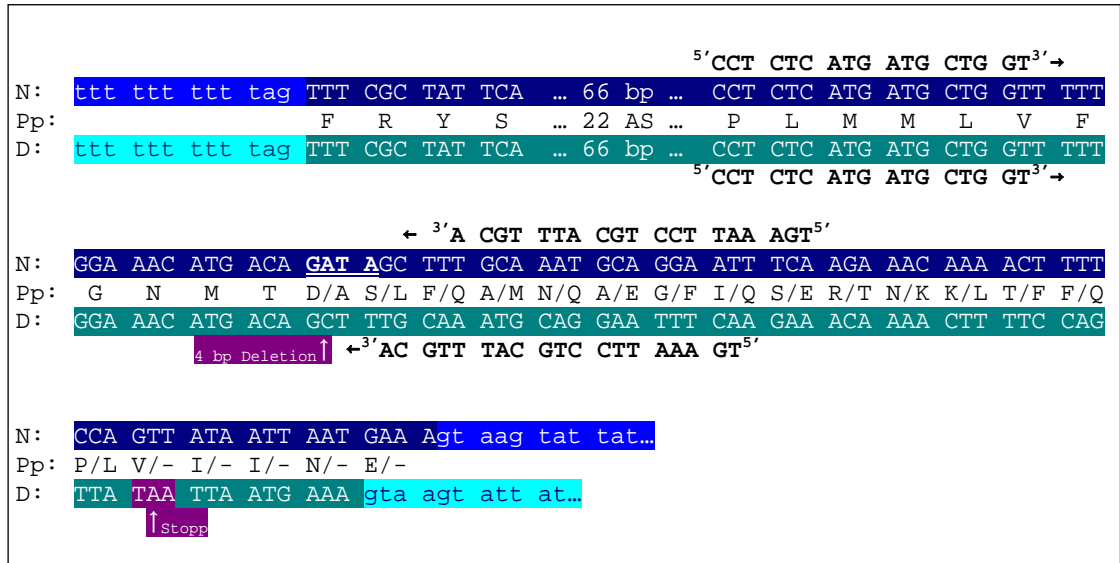 5′CCT CTC ATG ATG CTG GT3′→
N: ttt ttt ttt tag TTT CGC TAT TCA … 66 bp … CCT CTC ATG ATG CTG GTT TTT
Pp: F R Y S … 22 AS … P L M M L V F
D: ttt ttt ttt tag TTT CGC TAT TCA … 66 bp … CCT CTC ATG ATG CTG GTT TTT
5′CCT CTC ATG ATG CTG GT3′→
← 3′A CGT TTA CGT CCT TAA AGT5′
N: GGA AAC ATG ACA GAT AGC TTT GCA AAT GCA GGA ATT TCA AGA AAC AAA ACT TTT
Pp: G N M T D/A S/L F/Q A/M N/Q A/E G/F I/Q S/E R/T N/K K/L T/F F/Q
D: GGA AAC ATG ACA GCT TTG CAA ATG CAG GAA TTT CAA GAA ACA AAA CTT TTC CAG
4 bp Deletion↑ ←3′AC GTT TAC GTC CTT AAA GT5′
N: CCA GTT ATA ATT AAT GAA Agt aag tat tat…
Pp: P/L V/- I/- I/- N/- E/-
D: TTA TAA TTA ATG AAA gta agt att at…
↑Stopp